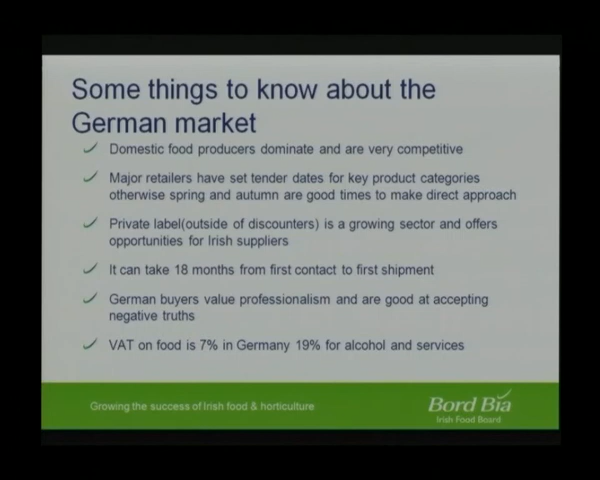 Some things to know about the
German market
Domestic food producers dominate and are very competitive
Major retailers have set tender dates for key product categories
otherwise spring and autumn are good times to make direct approach
Private label(outside of discounters) is a growing sector and offers
opportunities for Irish suppliers
It can take 18 months from first contact to first shipment
German buyers value professionalism and are good at accepting
negative truths
VAT on food is 7% in Germany 19% for alcohol and services
Growing the success of Irish food & horticulture
Bord Bia
Irish Food Board